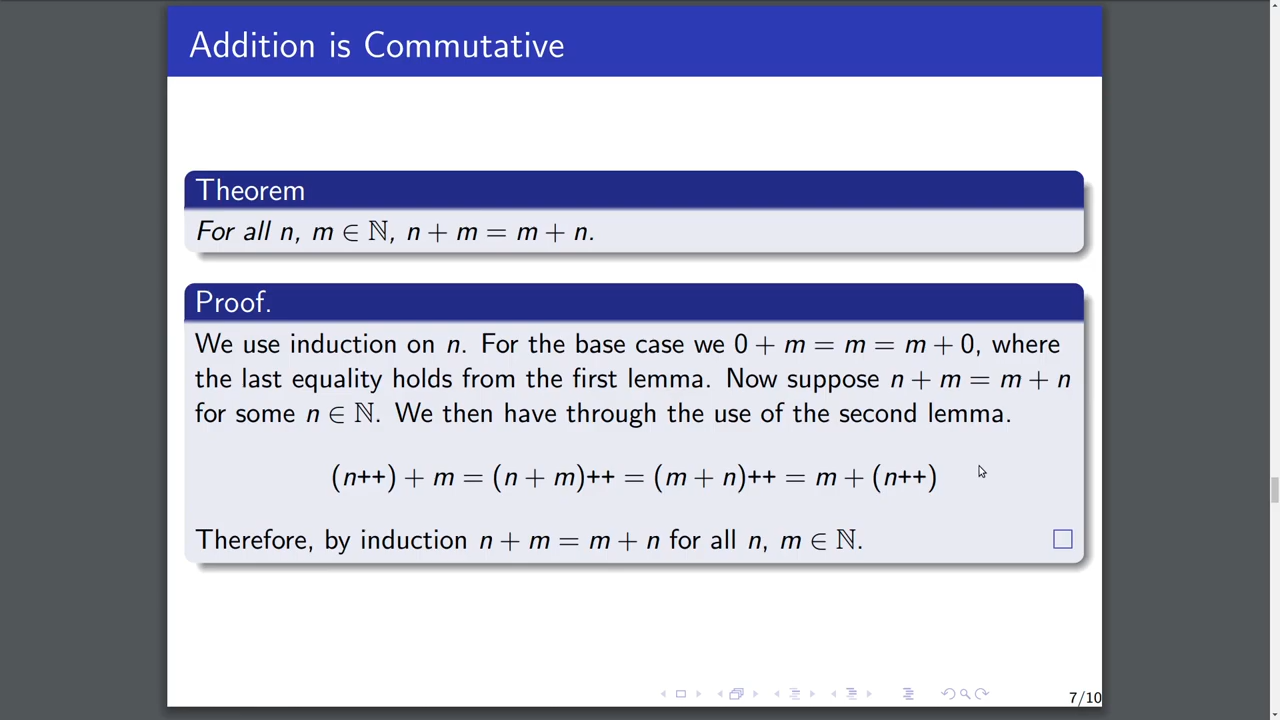 Addition is Commutative
Theorem
For all n, m ∈ ℕ, n + m = m + n.
Proof.
We use induction on n. For the base case we 0 + m = m = m + 0, where
the last equality holds from the first lemma. Now suppose n + m = m + n
for some n ∈ ℕ. We then have through the use of the second lemma.
(n++) + m = (n + m)++ = (m + n)++ = m + (n++)
Therefore, by induction n + m = m + n for all n, m ∈ ℕ.
7/10